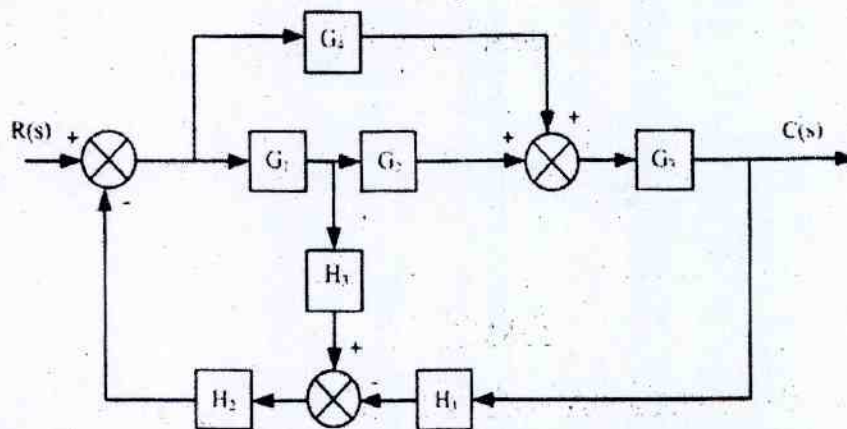 G₄
R(s)
+
C(s)
+
+
G₁
G₂
G₃
-
H₃
+
-
H₂
H₁